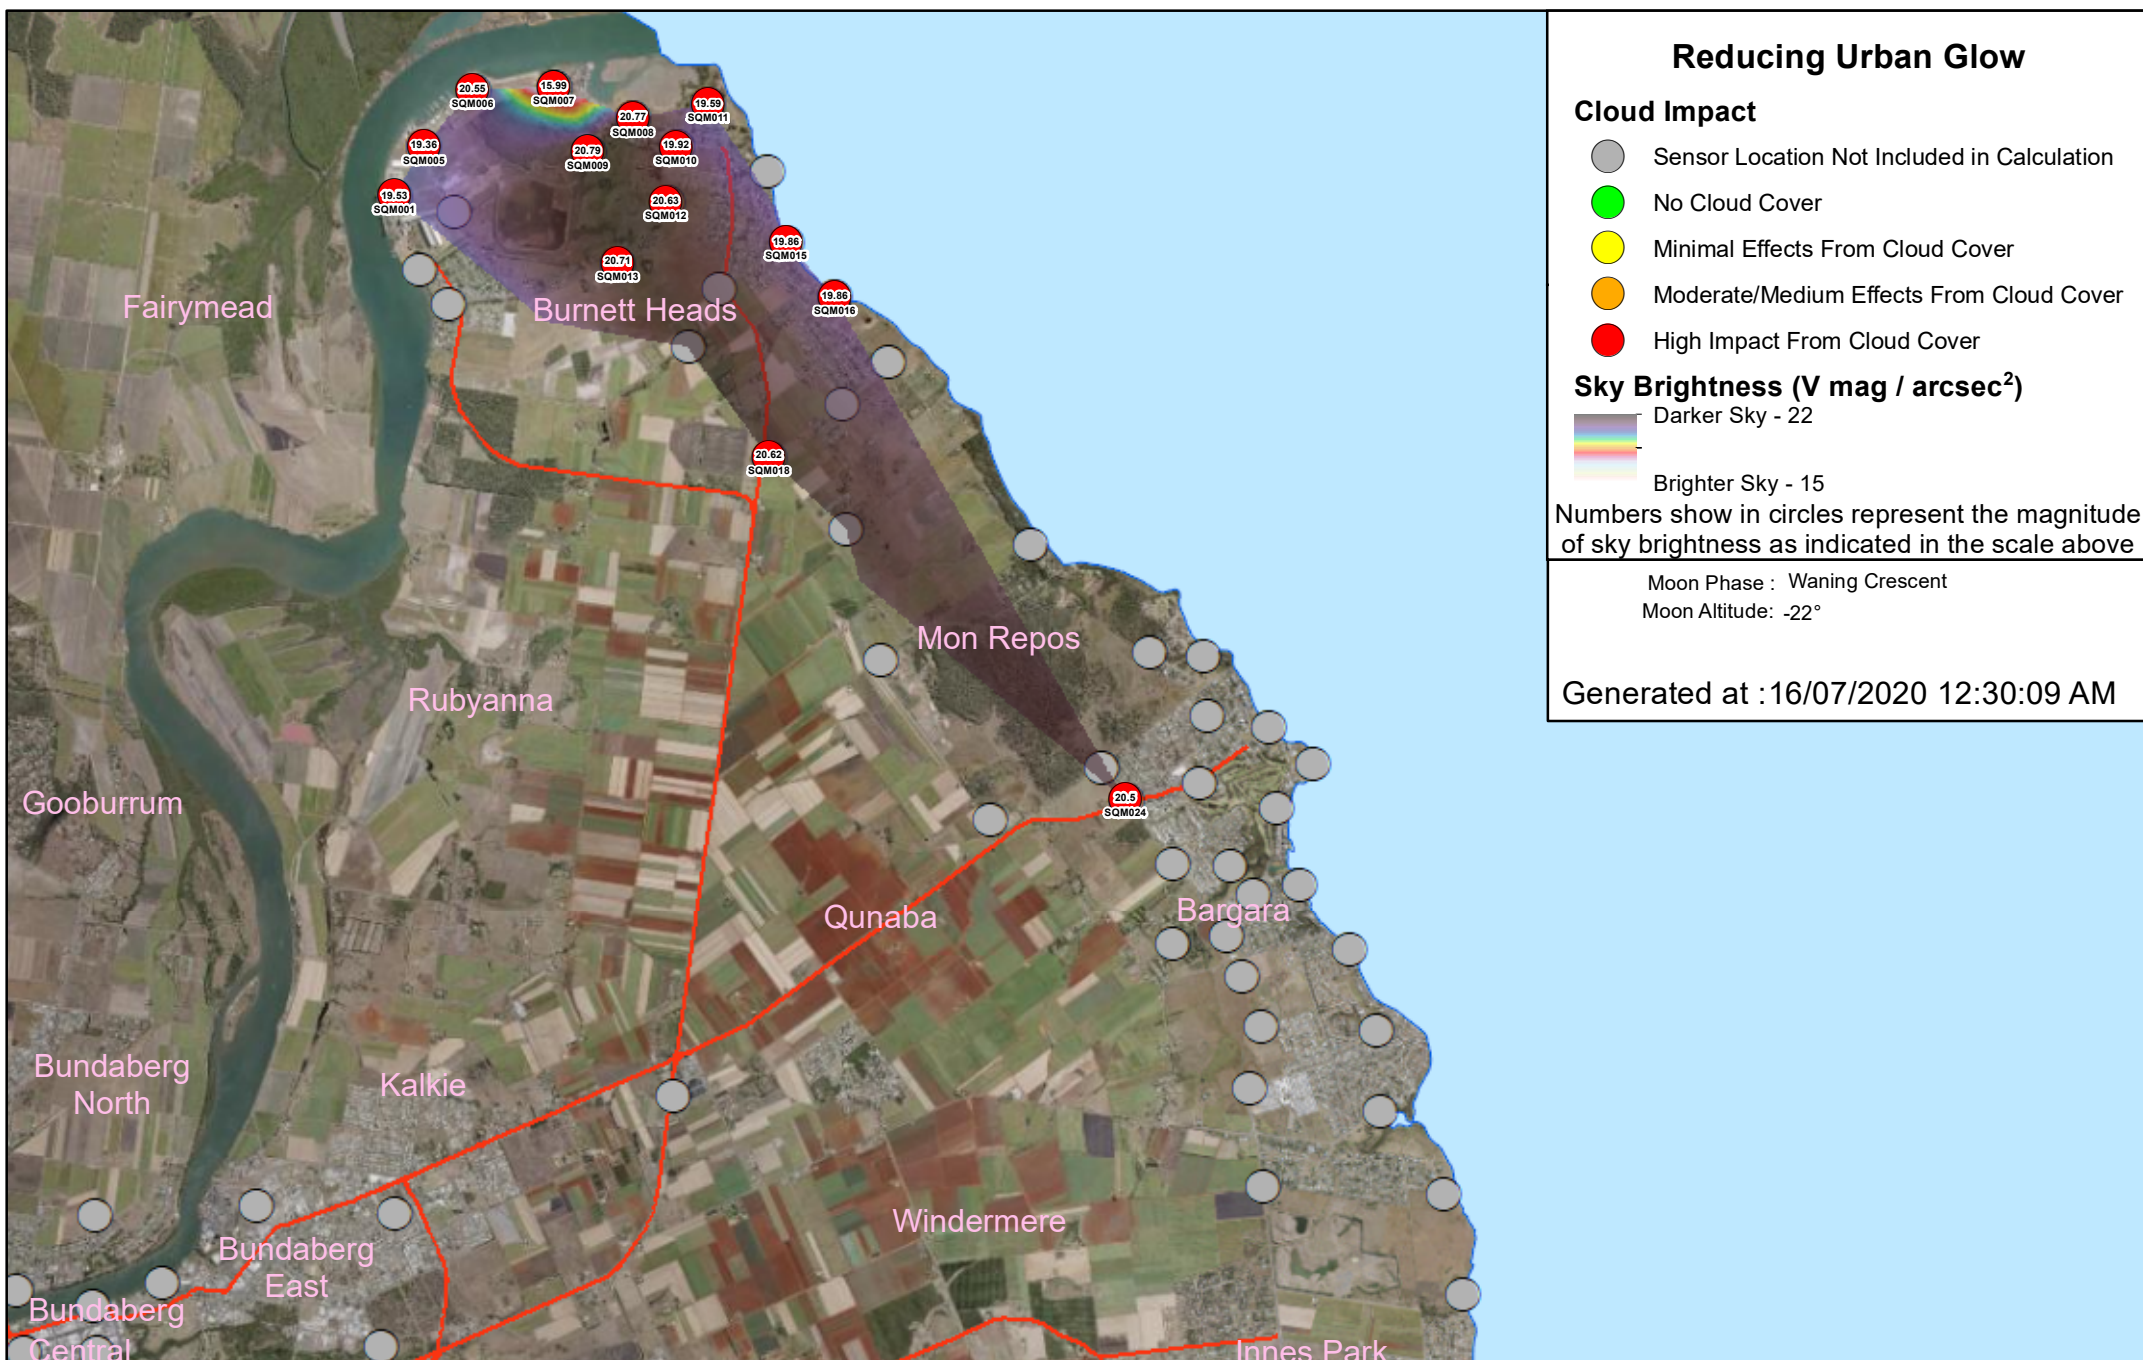 Reducing Urban Glow
Cloud Impact
Sensor Location Not Included in Calculation
No Cloud Cover
Minimal Effects From Cloud Cover
Moderate/Medium Effects From Cloud Cover
High Impact From Cloud Cover
Sky Brightness (V mag / arcsec²)
Darker Sky - 22
Brighter Sky - 15
Numbers show in circles represent the magnitude
of sky brightness as indicated in the scale above
Moon Phase : Waning Crescent
Moon Altitude: -22°
Generated at :16/07/2020 12:30:09 AM
20.55
SQM006
15.99
SQM007
20.77
SQM008
19.59
SQM011
19.36
SQM005
20.79
SQM009
19.92
SQM010
19.53
SQM001
20.63
SQM012
19.86
SQM015
20.71
SQM013
19.86
SQM016
Fairymead
Burnett Heads
20.62
SQM018
Mon Repos
Rubyanna
Gooburrum
20.5
SQM024
Qunaba
Bargara
Bundaberg
North
Kalkie
Windermere
Bundaberg
East
Bundaberg
Central
Innes Park